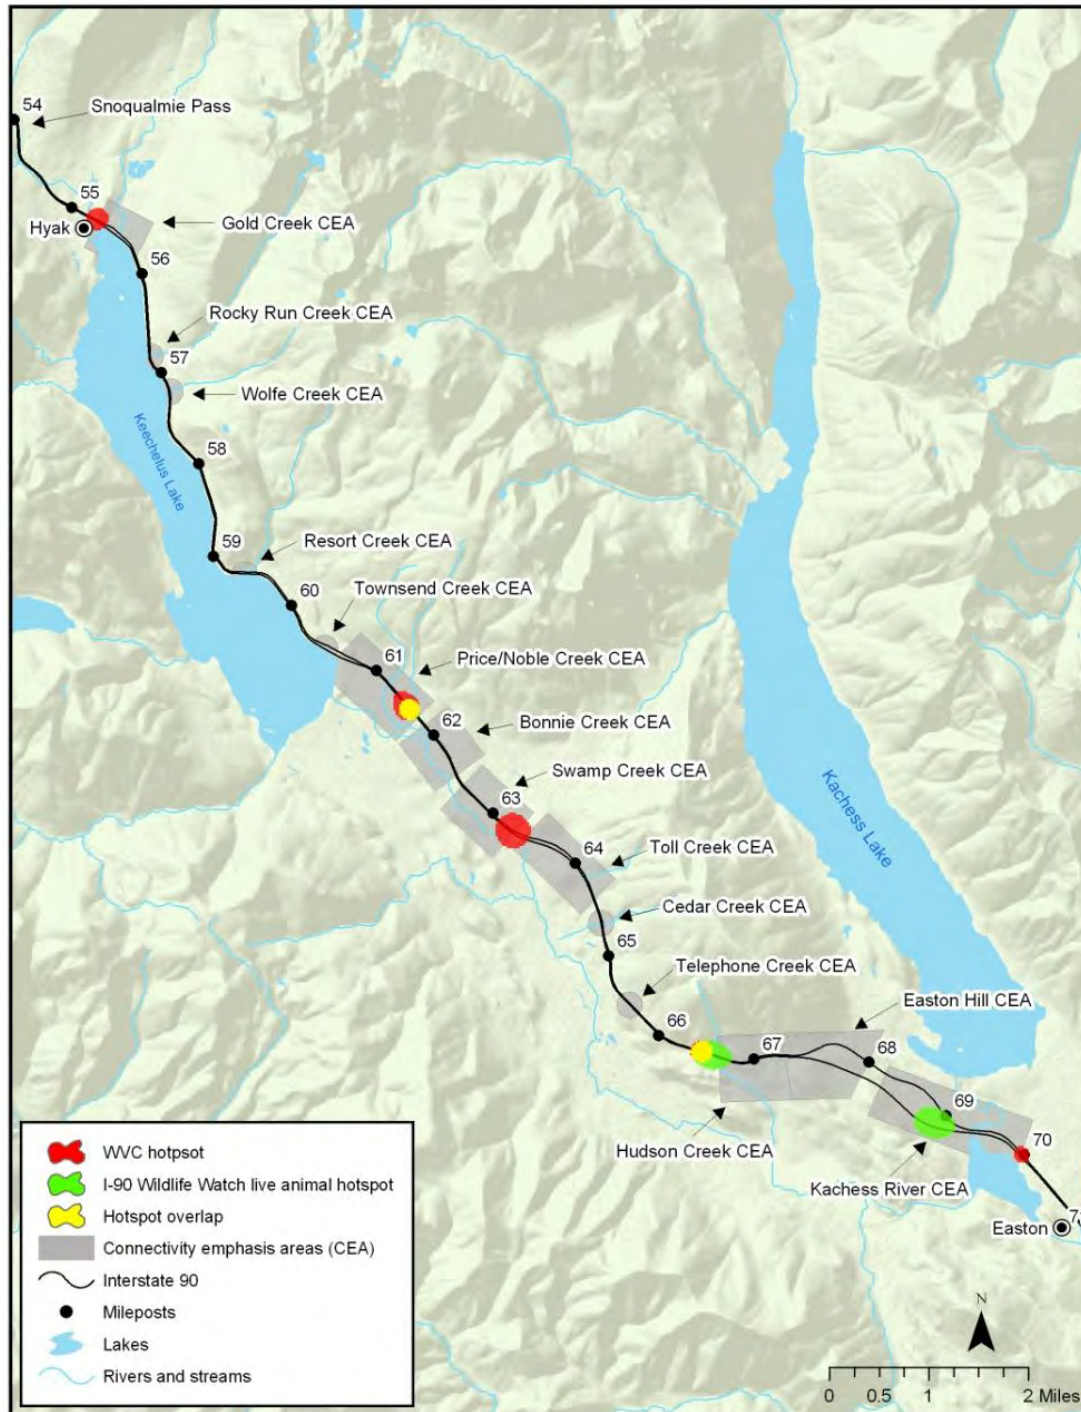 54
Snoqualmie Pass
55
Hyak
Gold Creek CEA
56
Rocky Run Creek CEA
57
Wolfe Creek CEA
Keechelus Lake
58
59
Resort Creek CEA
60
Townsend Creek CEA
61
Price/Noble Creek CEA
62
Bonnie Creek CEA
Swamp Creek CEA
63
Kachess Lake
64
Toll Creek CEA
Cedar Creek CEA
65
Telephone Creek CEA
Easton Hill CEA
66
67
68
69
Hudson Creek CEA
70
Kachess River CEA
Easton
WVC hotpsot
I-90 Wildlife Watch live animal hotspot
Hotspot overlap
Connectivity emphasis areas (CEA)
Interstate 90
Mileposts
Lakes
Rivers and streams
N
0 0.5 1 2 Miles